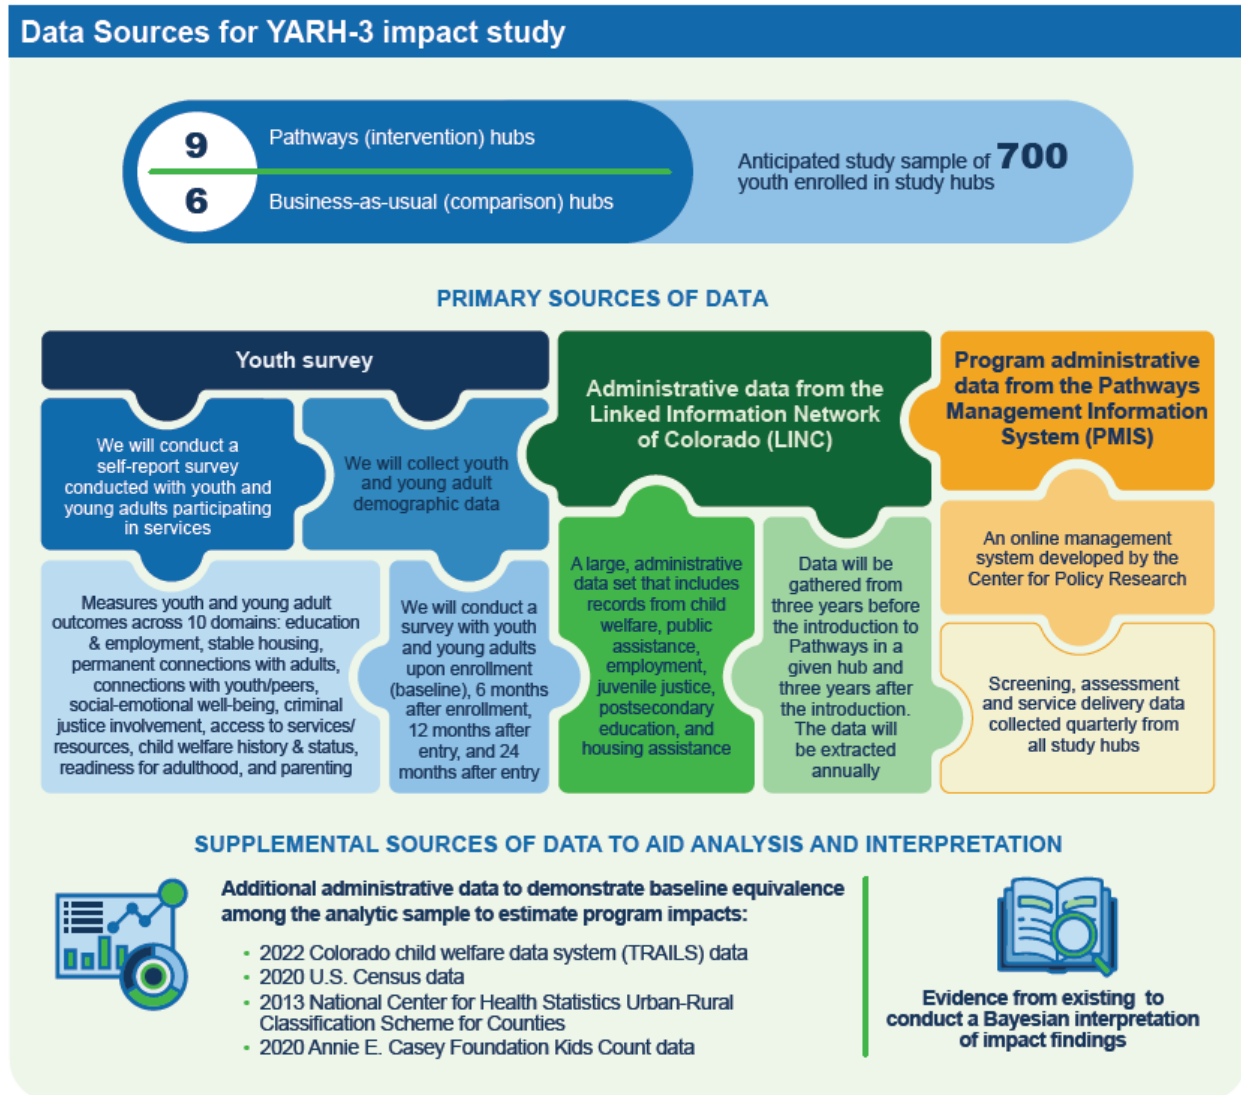 Data Sources for YARH-3 impact study
9
Pathways (intervention) hubs
6
Business-as-usual (comparison) hubs
Anticipated study sample of 700
youth enrolled in study hubs
PRIMARY SOURCES OF DATA
Youth survey
We will conduct a
self-report survey
conducted with youth and
young adults participating
in services
We will collect youth
and young adult
demographic data
Measures youth and young adult
outcomes across 10 domains: education
& employment, stable housing,
permanent connections with adults,
connections with youth/peers,
social-emotional well-being, criminal
justice involvement, access to services/
resources, child welfare history & status,
readiness for adulthood, and parenting
We will conduct a
survey with youth
and young adults
upon enrollment
(baseline), 6 months
after enrollment,
12 months after
entry, and 24
months after entry
Administrative data from the
Linked Information Network
of Colorado (LINC)
A large, administrative
data set that includes
records from child
welfare, public
assistance,
employment,
juvenile justice,
postsecondary
education, and
housing assistance
Data will be
gathered from
three years before
the introduction to
Pathways in a
given hub and
three years after
the introduction.
The data will
be extracted
annually
Program administrative
data from the Pathways
Management Information
System (PMIS)
An online management
system developed by the
Center for Policy Research
Screening, assessment
and service delivery data
collected quarterly from
all study hubs
SUPPLEMENTAL SOURCES OF DATA TO AID ANALYSIS AND INTERPRETATION
Additional administrative data to demonstrate baseline equivalence
among the analytic sample to estimate program impacts:
• 2022 Colorado child welfare data system (TRAILS) data
• 2020 U.S. Census data
• 2013 National Center for Health Statistics Urban-Rural
Classification Scheme for Counties
• 2020 Annie E. Casey Foundation Kids Count data
Evidence from existing to
conduct a Bayesian interpretation
of impact findings